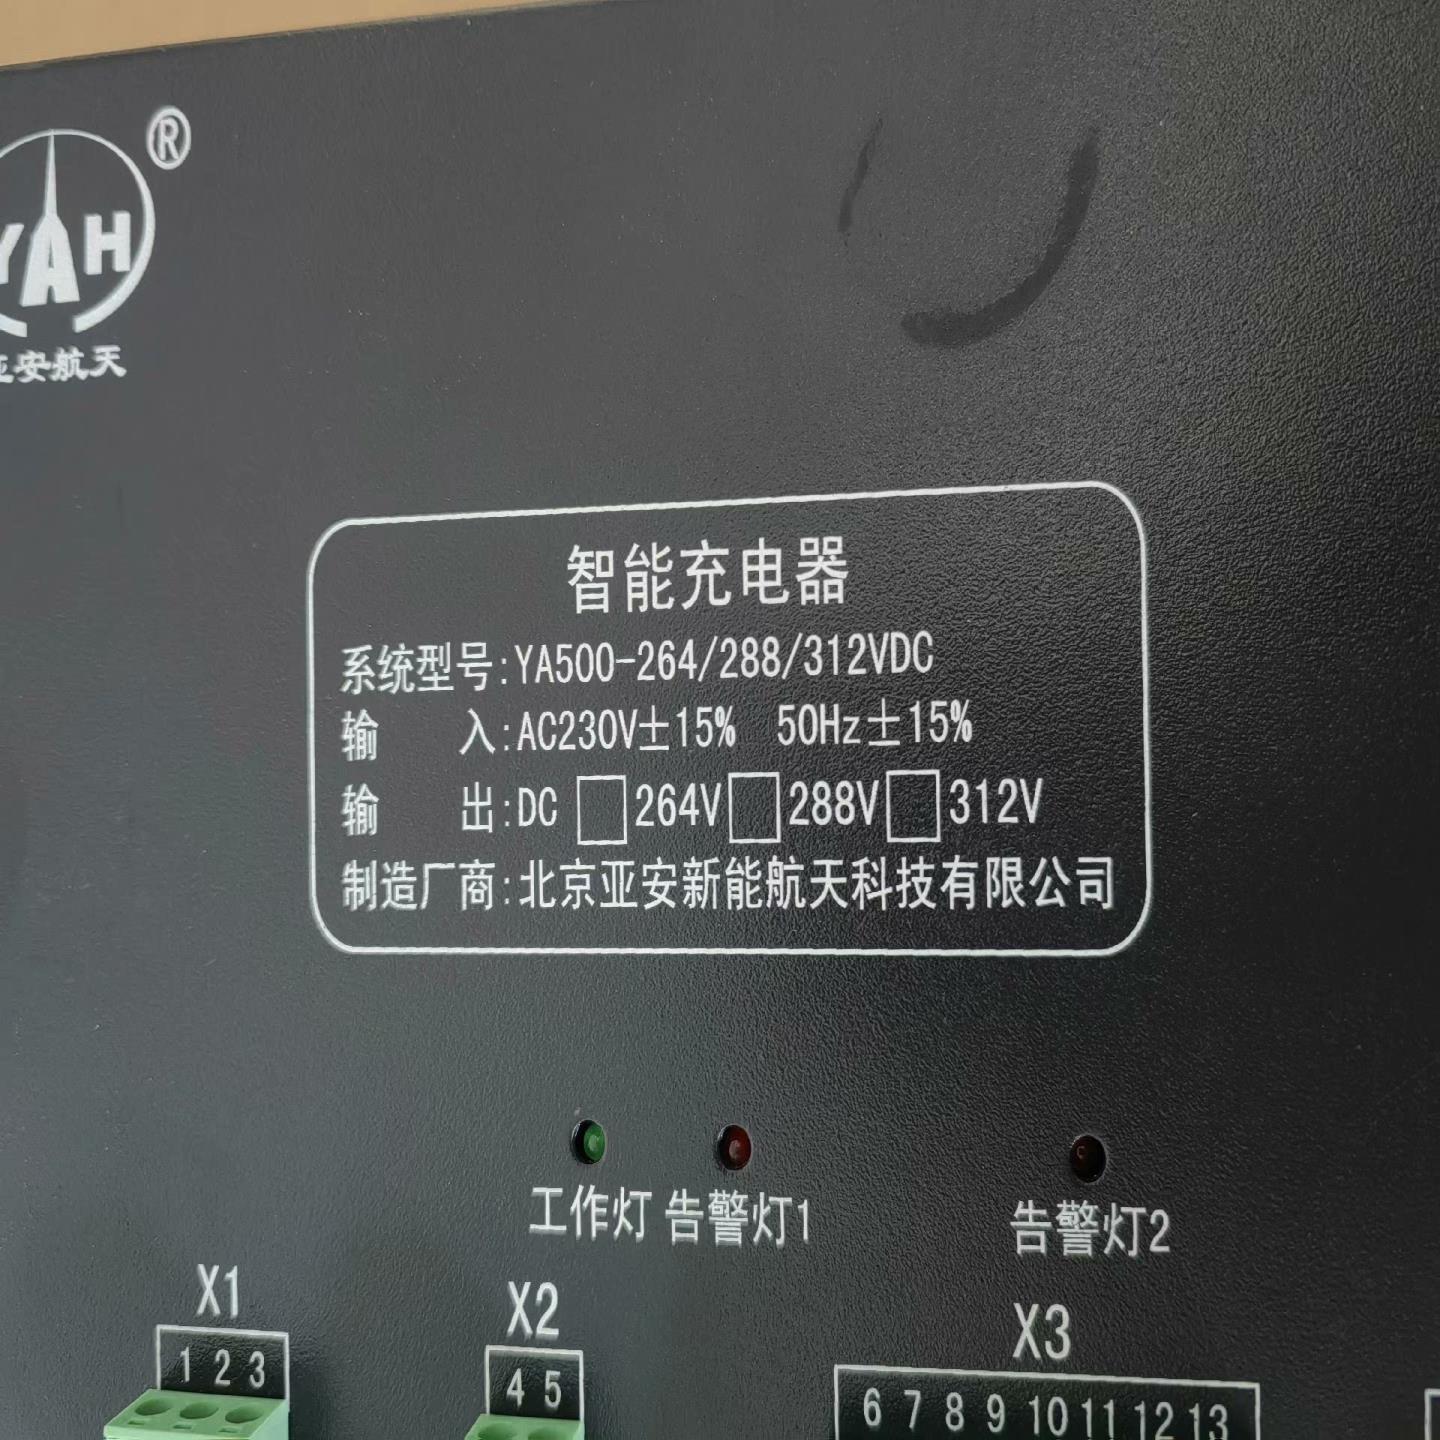 ®
YAH
亚安航天
智能充电器
系统型号:YA500-264/288/312VDC
输 入:AC230V±15% 50Hz±15%
输 出:DC □264V□288V□312V
制造厂商:北京亚安新能航天科技有限公司
工作灯 告警灯1 告警灯2
X1 X2 X3
1 2 3 4 5 6 7 8 9 10 11 12 13